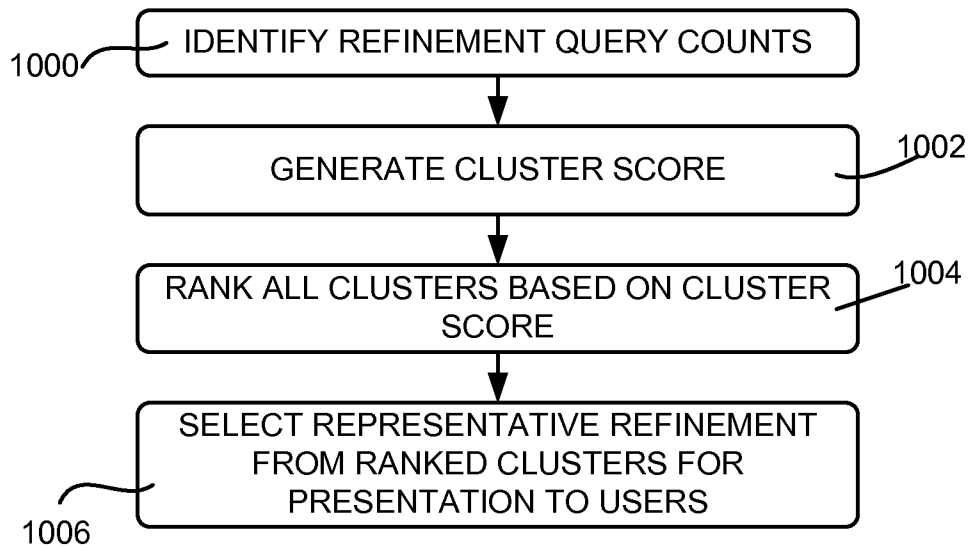 IDENTIFY REFINEMENT QUERY COUNTS
1000
GENERATE CLUSTER SCORE
1002
RANK ALL CLUSTERS BASED ON CLUSTER
SCORE
1004
SELECT REPRESENTATIVE REFINEMENT
FROM RANKED CLUSTERS FOR
PRESENTATION TO USERS
1006